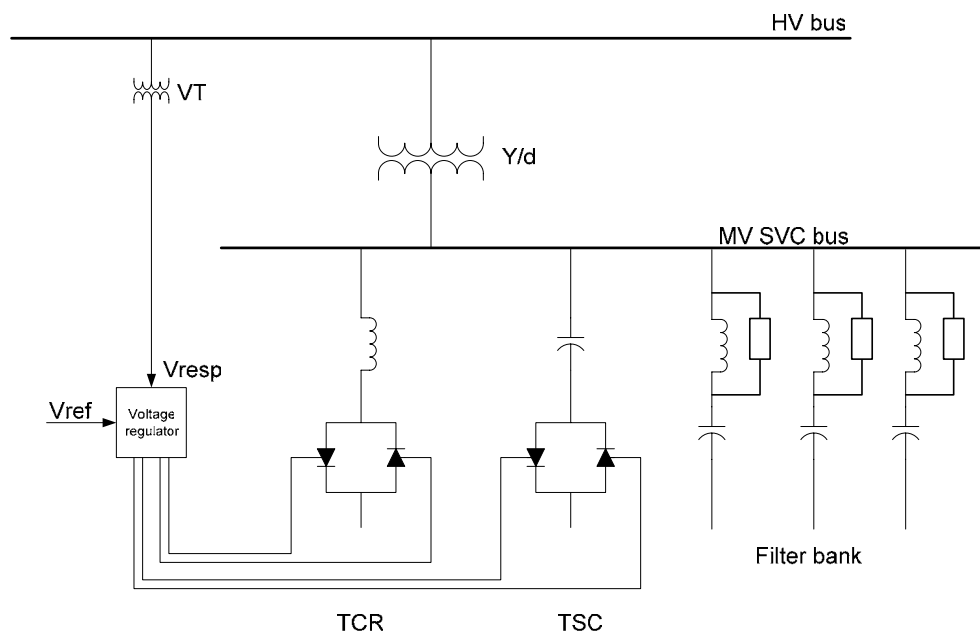 HV bus
VT
Y/d
MV SVC bus
Vresp
Vref
Voltage
regulator
Filter bank
TCR
TSC